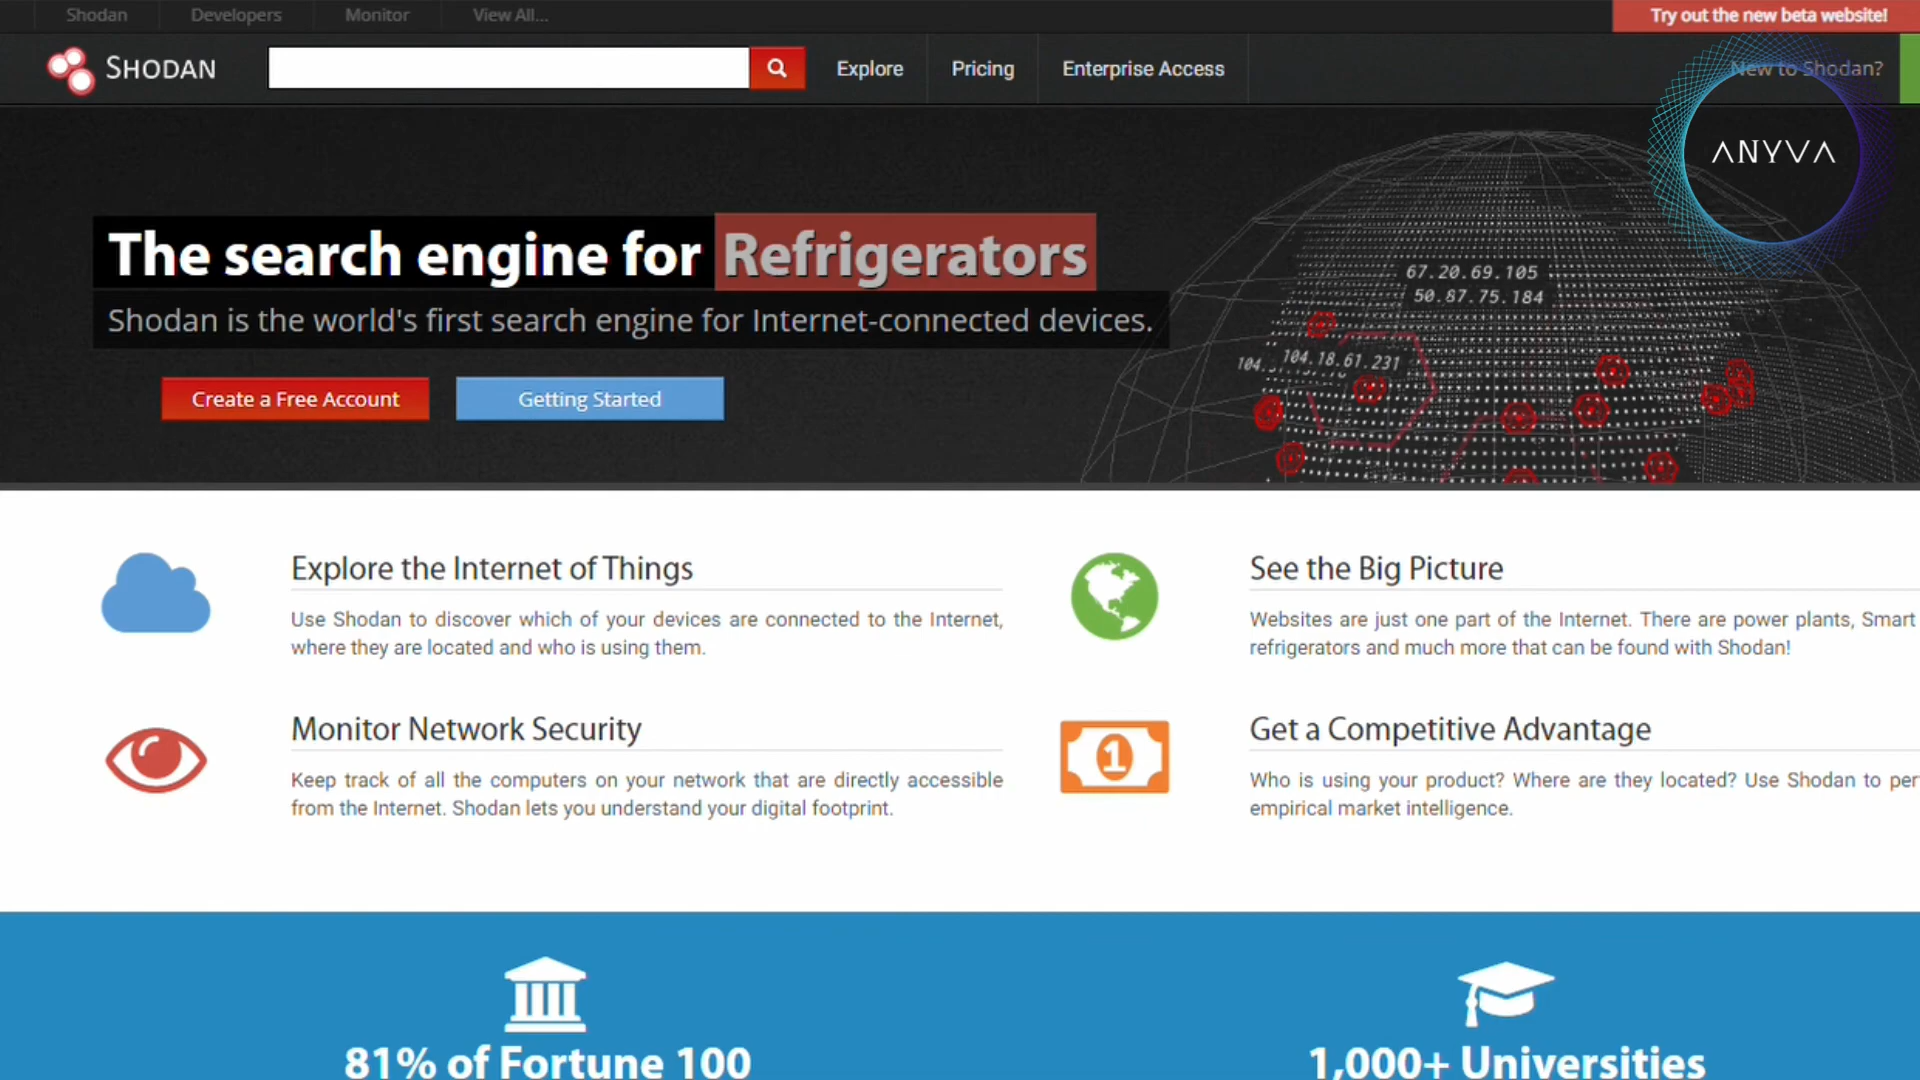 Shodan
Developers
Monitor
View All...
Try out the new beta website!
SHODAN
Explore
Pricing
Enterprise Access
New to Shodan?
ANYVA
The search engine for Refrigerators
Shodan is the world's first search engine for Internet-connected devices.
Create a Free Account
Getting Started
67.20.69.105
50.87.75.184
104.18.61.231
Explore the Internet of Things
Use Shodan to discover which of your devices are connected to the Internet,
where they are located and who is using them.
See the Big Picture
Websites are just one part of the Internet. There are power plants, Smart
refrigerators and much more that can be found with Shodan!
Monitor Network Security
Keep track of all the computers on your network that are directly accessible
from the Internet. Shodan lets you understand your digital footprint.
Get a Competitive Advantage
Who is using your product? Where are they located? Use Shodan to per
empirical market intelligence.
1
81% of Fortune 100
1,000+ Universities